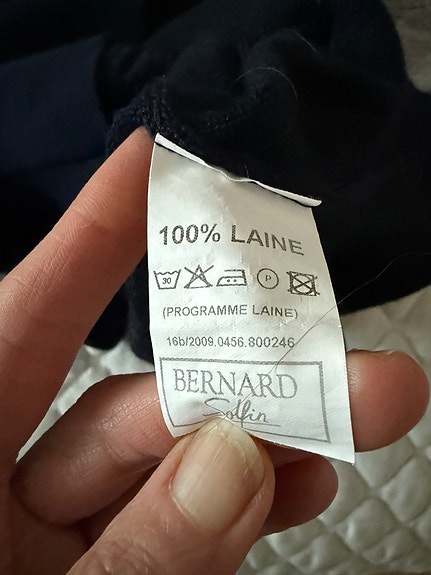 100% LAINE
30 P
(PROGRAMME LAINE)
16b/2009.0456.800246
BERNARD
Solfin